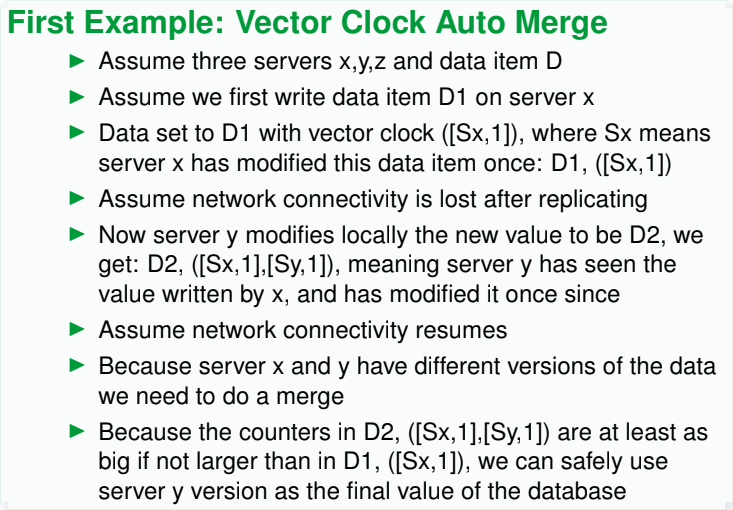 First Example: Vector Clock Auto Merge
Assume three servers x,y,z and data item D
Assume we first write data item D1 on server x
Data set to D1 with vector clock ([Sx,1]), where Sx means
server x has modified this data item once: D1, ([Sx,1])
Assume network connectivity is lost after replicating
Now server y modifies locally the new value to be D2, we
get: D2, ([Sx,1],[Sy,1]), meaning server y has seen the
value written by x, and has modified it once since
Assume network connectivity resumes
Because server x and y have different versions of the data
we need to do a merge
Because the counters in D2, ([Sx,1],[Sy,1]) are at least as
big if not larger than in D1, ([Sx,1]), we can safely use
server y version as the final value of the database